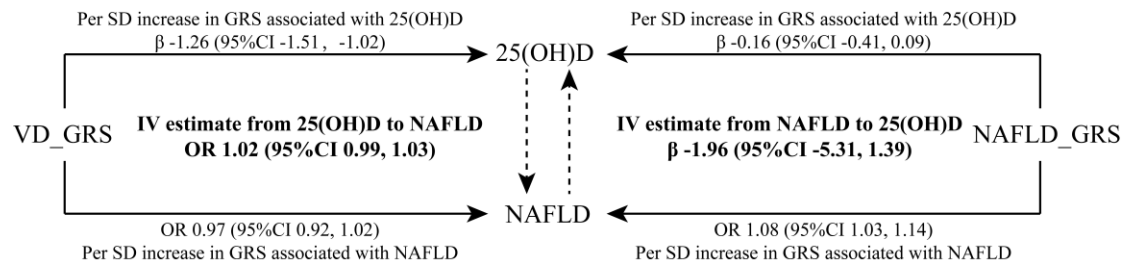 Per SD increase in GRS associated with 25(OH)D
β -1.26 (95%CI -1.51, -1.02)
Per SD increase in GRS associated with 25(OH)D
β -0.16 (95%CI -0.41, 0.09)
25(OH)D
VD_GRS
IV estimate from 25(OH)D to NAFLD
OR 1.02 (95%CI 0.99, 1.03)
IV estimate from NAFLD to 25(OH)D
β -1.96 (95%CI -5.31, 1.39)
NAFLD_GRS
NAFLD
OR 0.97 (95%CI 0.92, 1.02)
Per SD increase in GRS associated with NAFLD
OR 1.08 (95%CI 1.03, 1.14)
Per SD increase in GRS associated with NAFLD